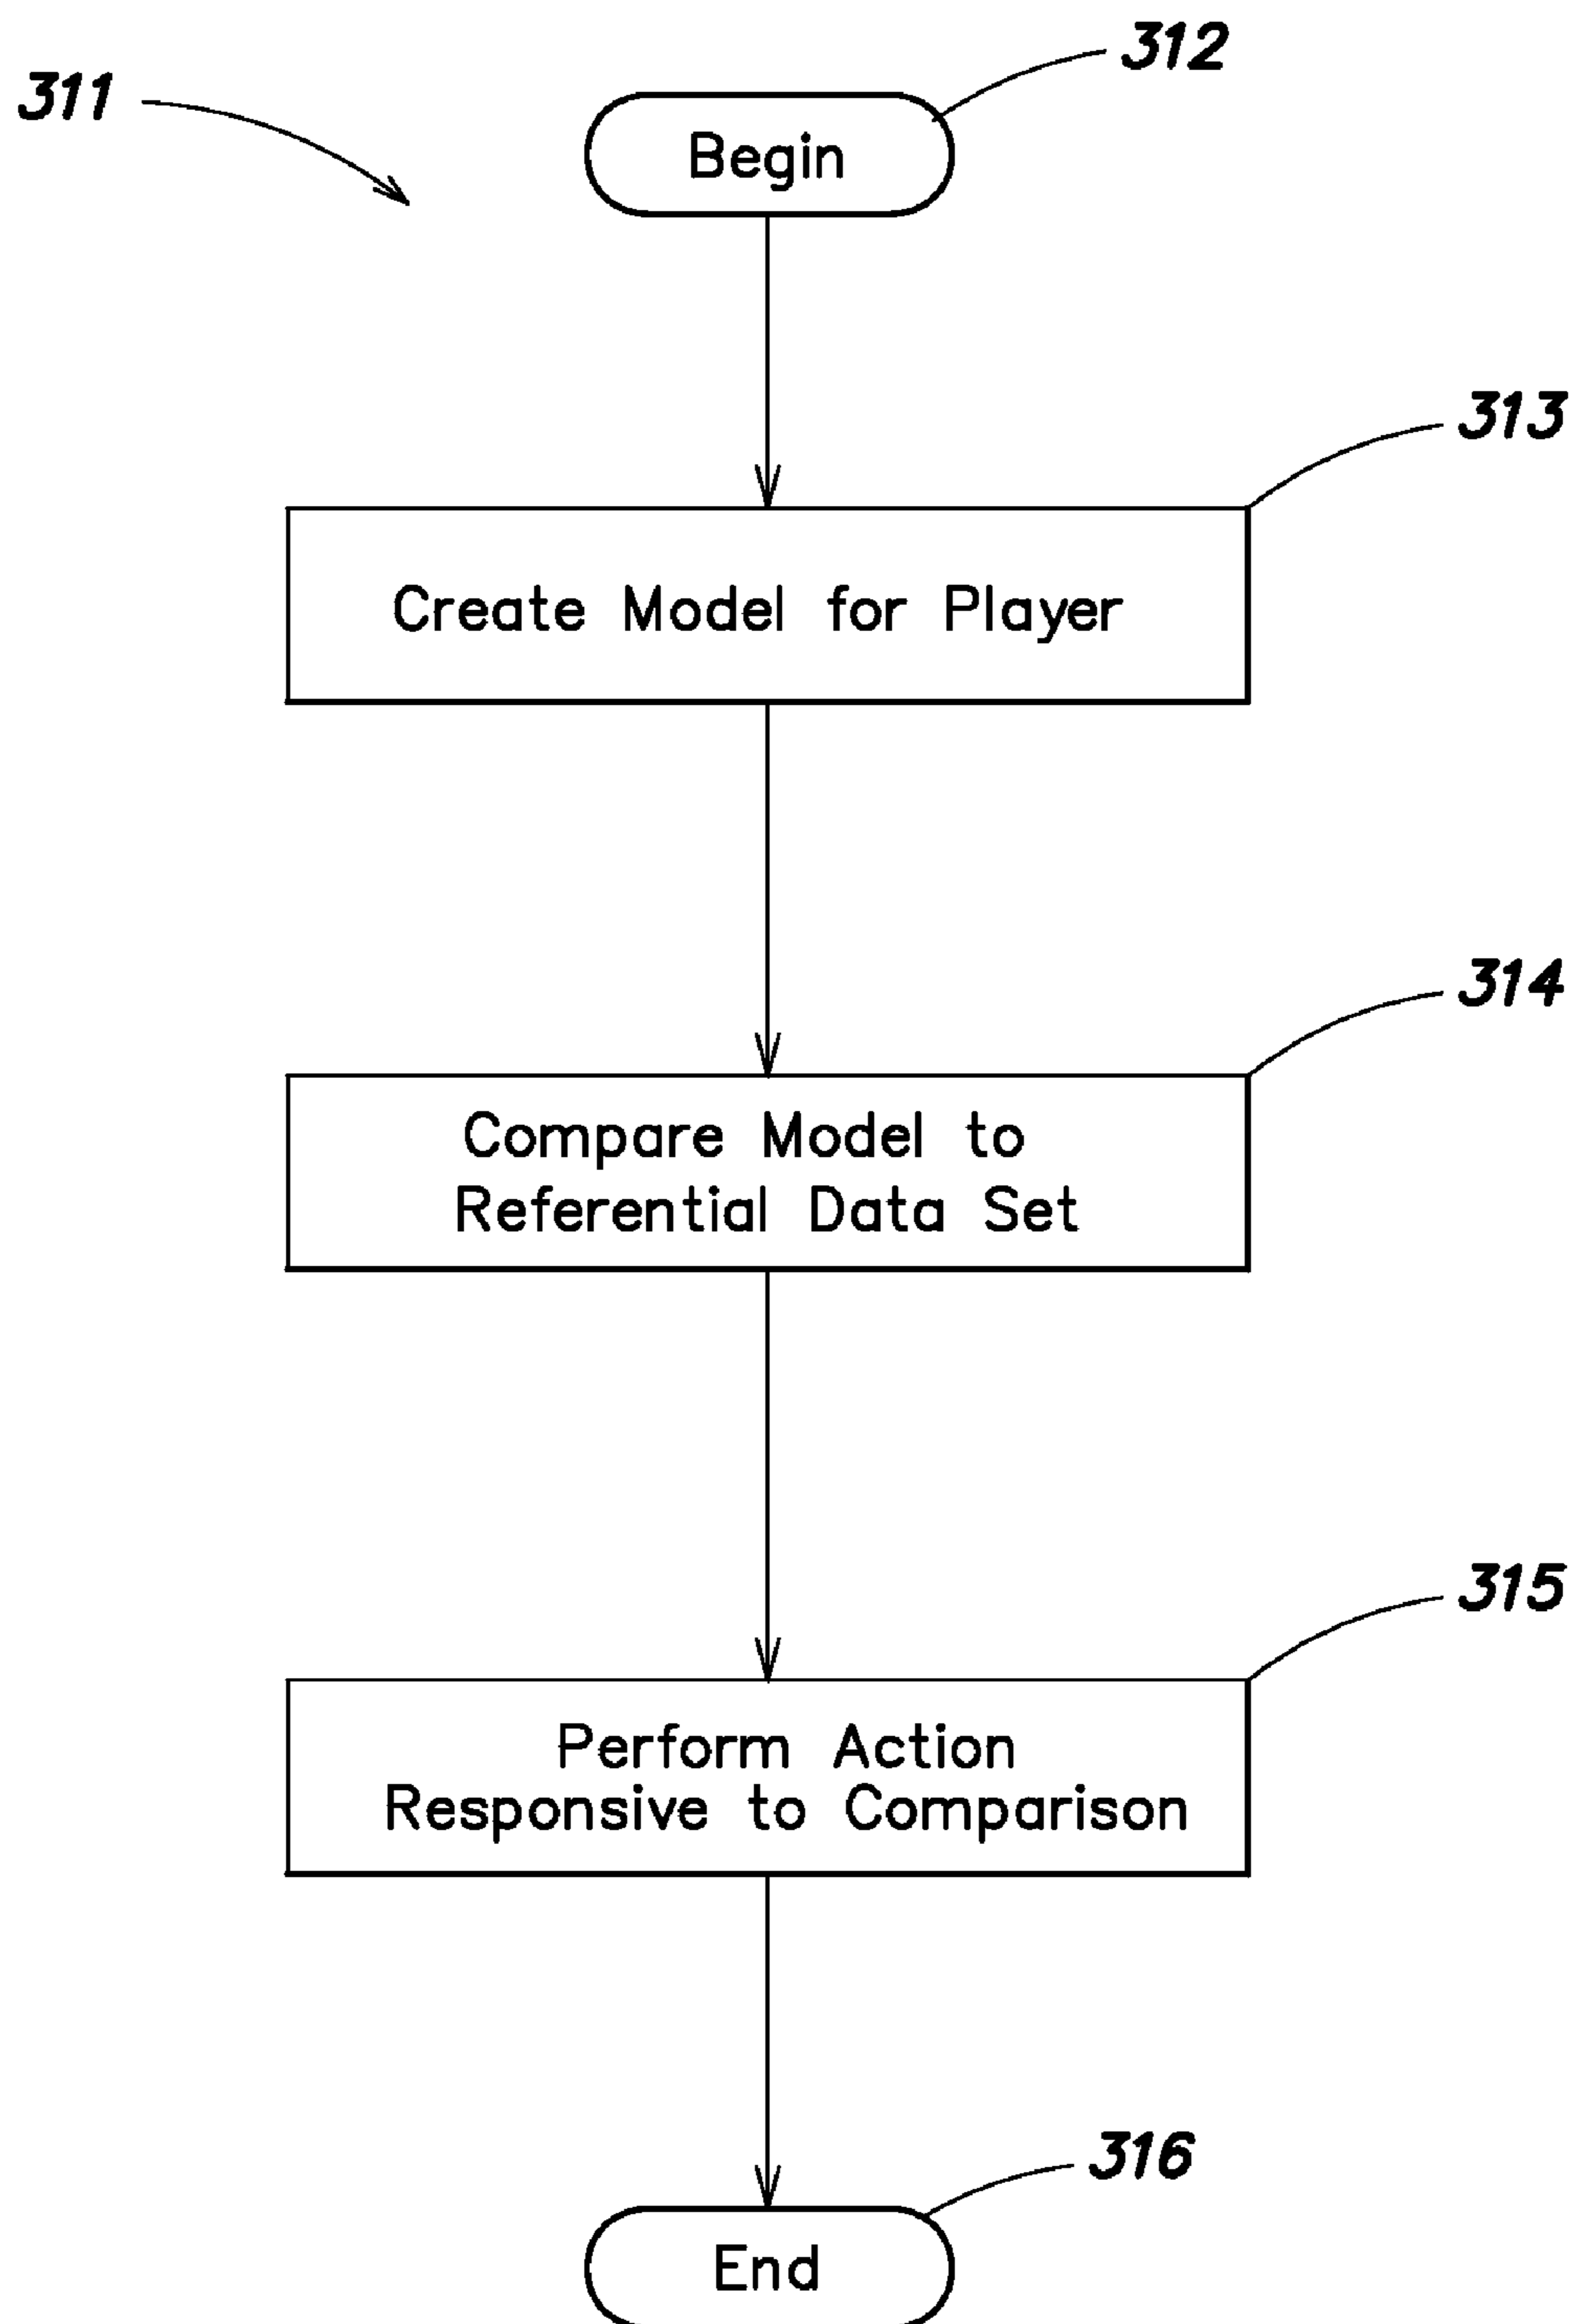 312
311
Begin
313
Create Model for Player
314
Compare Model to
Referential Data Set
315
Perform Action
Responsive to Comparison
316
End